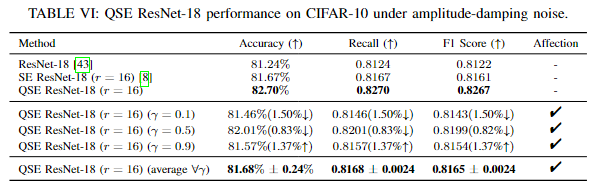 TABLE VI: QSE ResNet-18 performance on CIFAR-10 under amplitude-damping noise.
Method Accuracy (↑) Recall (↑) F1 Score (↑) Affection
ResNet-18 [43] 81.24% 0.8124 0.8122 -
SE ResNet-18 (r = 16) [8] 81.67% 0.8167 0.8161 -
QSE ResNet-18 (r = 16) 82.70% 0.8270 0.8267 -
QSE ResNet-18 (r = 16) (γ = 0.1) 81.46%(1.50%↓) 0.8146(1.50%↓) 0.8143(1.50%↓) ✔
QSE ResNet-18 (r = 16) (γ = 0.5) 82.01%(0.83%↓) 0.8201(0.83%↓) 0.8199(0.82%↓) ✔
QSE ResNet-18 (r = 16) (γ = 0.9) 81.57%(1.37%↑) 0.8157(1.37%↑) 0.8154(1.37%↑) ✔
QSE ResNet-18 (r = 16) (average ∀γ) 81.68% ± 0.24% 0.8168 ± 0.0024 0.8165 ± 0.0024 ✔